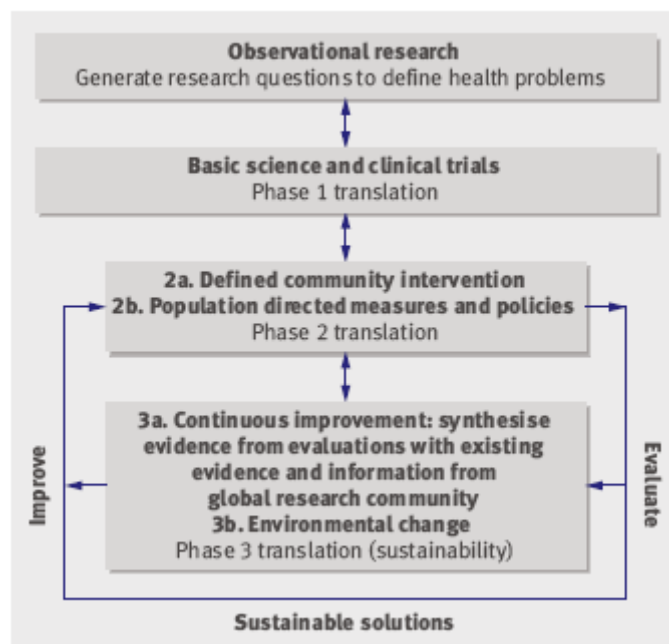 Observational research
Generate research questions to define health problems
Basic science and clinical trials
Phase 1 translation
2a. Defined community intervention
2b. Population directed measures and policies
Phase 2 translation
3a. Continuous improvement: synthesise
evidence from evaluations with existing
evidence and information from
global research community
3b. Environmental change
Phase 3 translation (sustainability)
Improve
Evaluate
Sustainable solutions